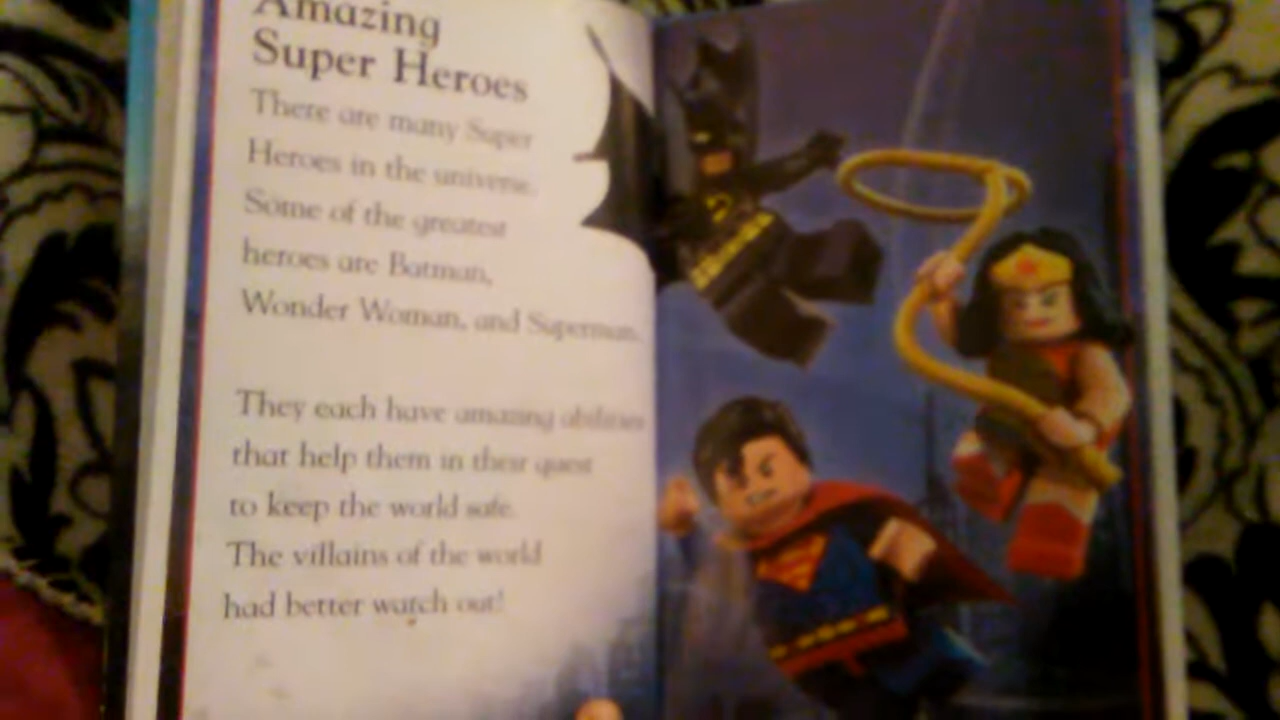 Amazing
Super Heroes
There are many Super
Heroes in the universe.
Some of the greatest
heroes are Batman,
Wonder Woman, and Superman.
They each have amazing abilities
that help them in their quest
to keep the world safe.
The villains of the world
had better watch out!